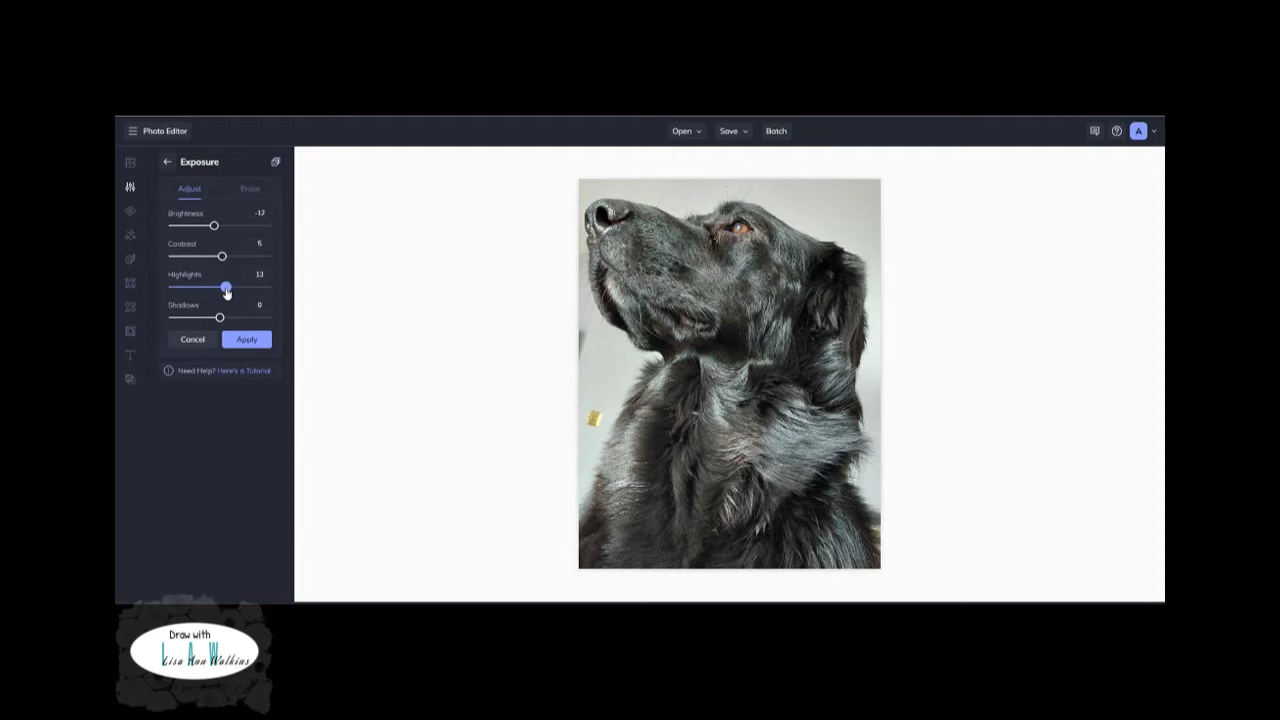 Photo Editor
Open
Save
Batch
A
Exposure
Adjust
Erase
Brightness -12
Contrast 5
Highlights 13
Shadows 0
Cancel
Apply
Need Help? Here's a Tutorial
T
Draw with
Lisa Ann Watkins